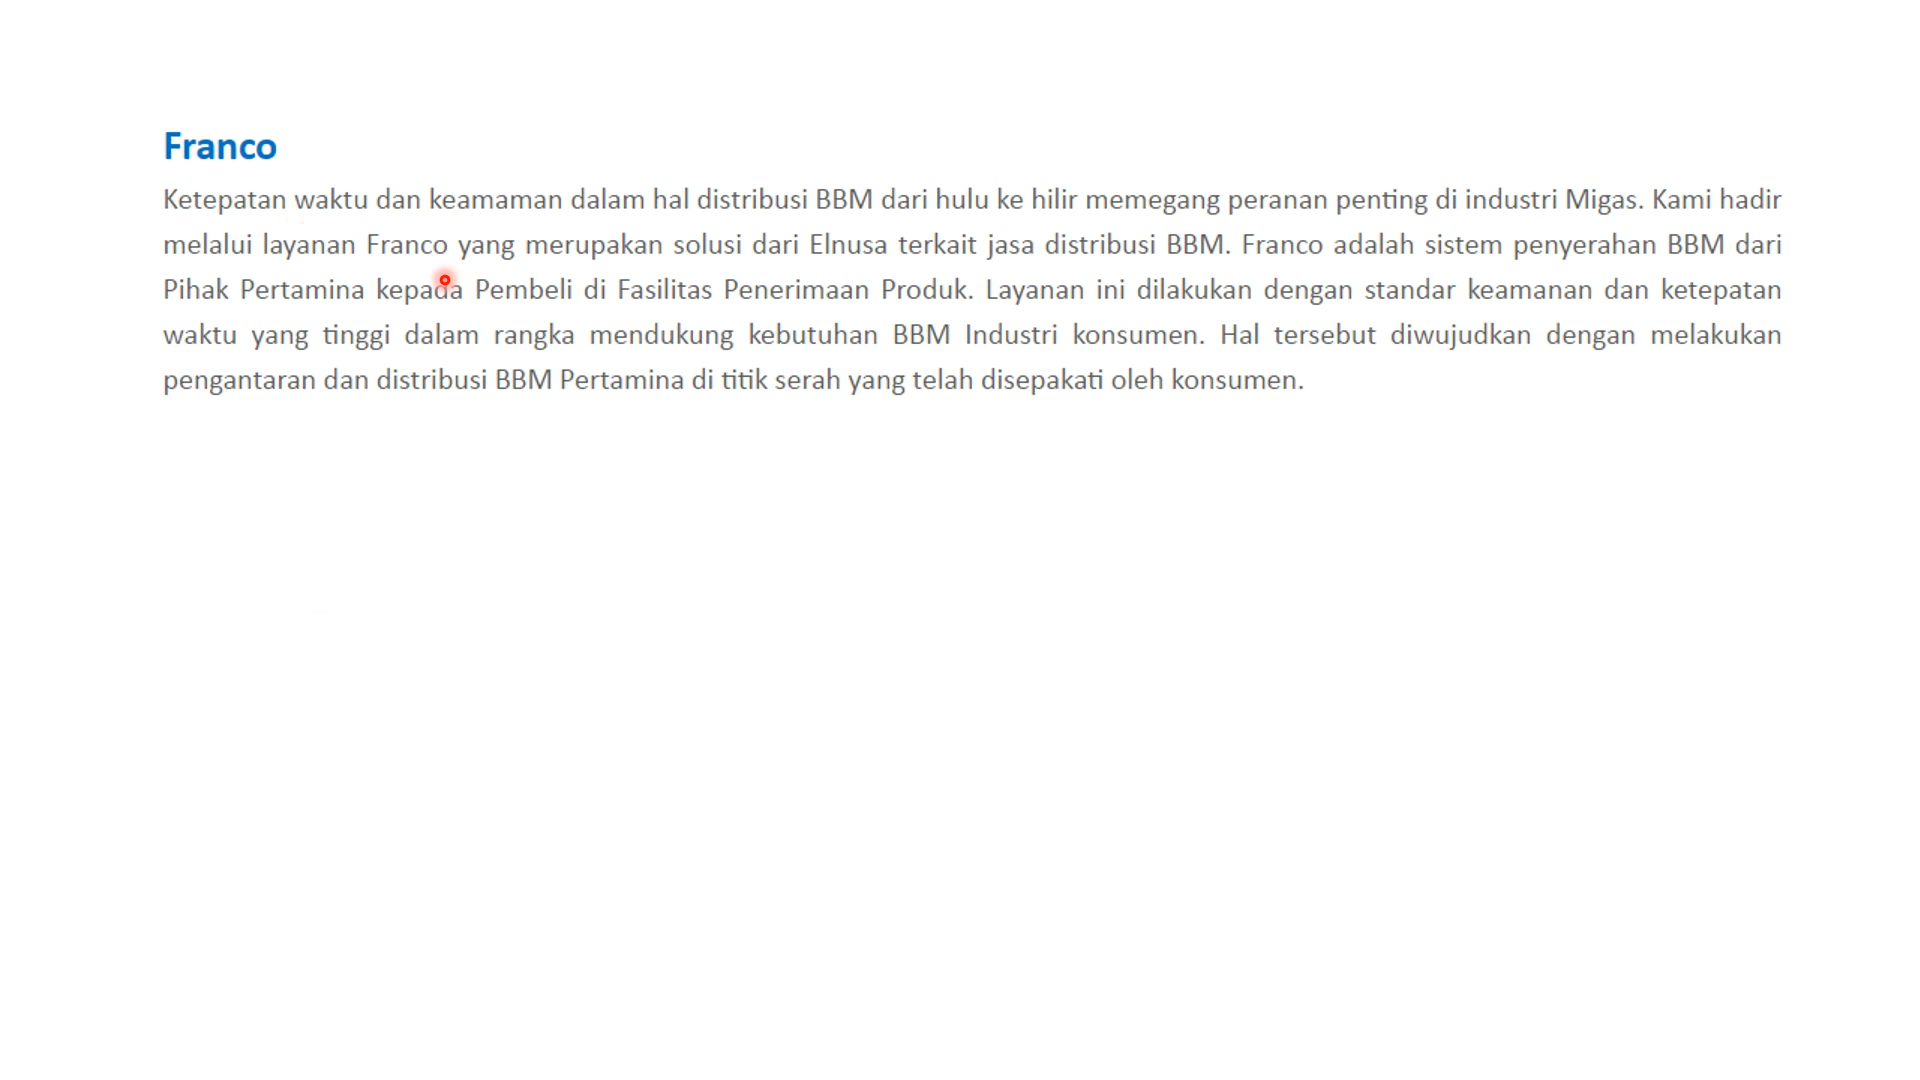 Franco
Ketepatan waktu dan keamaman dalam hal distribusi BBM dari hulu ke hilir memegang peranan penting di industri Migas. Kami hadir
melalui layanan Franco yang merupakan solusi dari Elnusa terkait jasa distribusi BBM. Franco adalah sistem penyerahan BBM dari
Pihak Pertamina kepada Pembeli di Fasilitas Penerimaan Produk. Layanan ini dilakukan dengan standar keamanan dan ketepatan
waktu yang tinggi dalam rangka mendukung kebutuhan BBM Industri konsumen. Hal tersebut diwujudkan dengan melakukan
pengantaran dan distribusi BBM Pertamina di titik serah yang telah disepakati oleh konsumen.